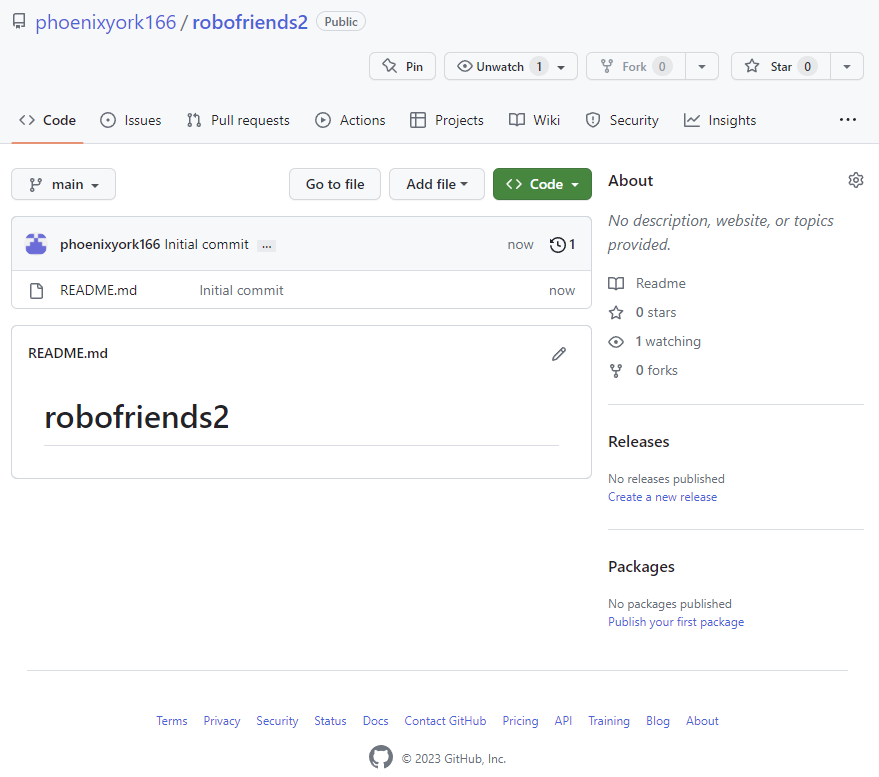 phoenixyork166 / robofriends2 Public
Pin Unwatch 1 Fork 0 Star 0
Code Issues Pull requests Actions Projects Wiki Security Insights ...
main Go to file Add file Code
phoenixyork166 Initial commit ... now 1
README.md Initial commit now
README.md
robofriends2
About
No description, website, or topics
provided.
Readme
0 stars
1 watching
0 forks
Releases
No releases published
Create a new release
Packages
No packages published
Publish your first package
Terms Privacy Security Status Docs Contact GitHub Pricing API Training Blog About
© 2023 GitHub, Inc.